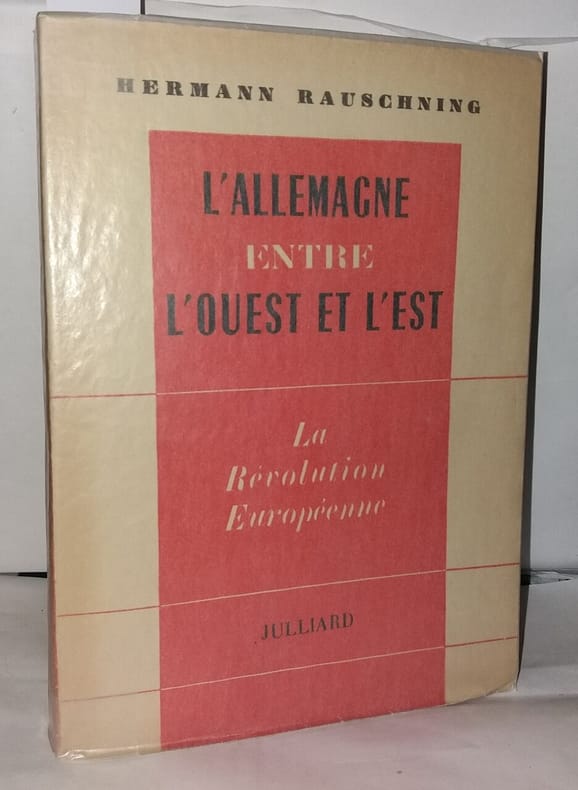 HERMANN RAUSCHNING
L'ALLEMAGNE
ENTRE
L'OUEST ET L'EST
La
Révolution
Européenne
JULLIARD